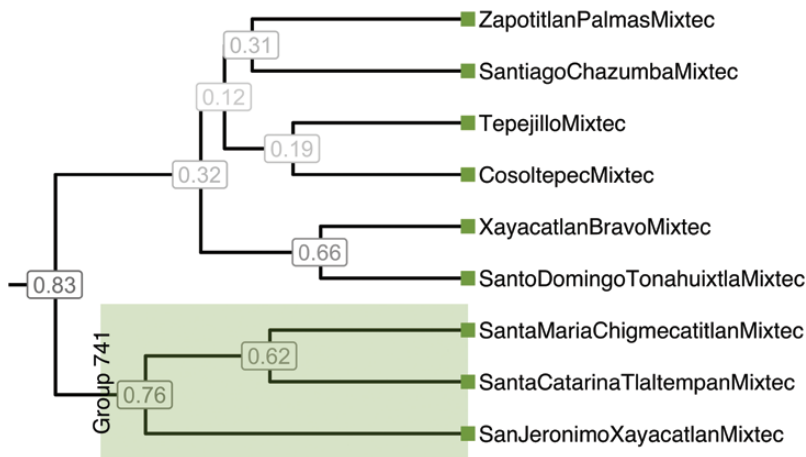 ZapotitlanPalmasMixtec
0.31
SantiagoChazumbaMixtec
0.12
TepejilloMixtec
0.19
CosoltepecMixtec
0.32
XayacatlanBravoMixtec
0.66
SantoDomingoTonahuixtlaMixtec
0.83
SantaMariaChigmecatitlanMixtec
0.62
SantaCatarinaTlaltempanMixtec
Group 741
0.76
SanJeronimoXayacatlanMixtec